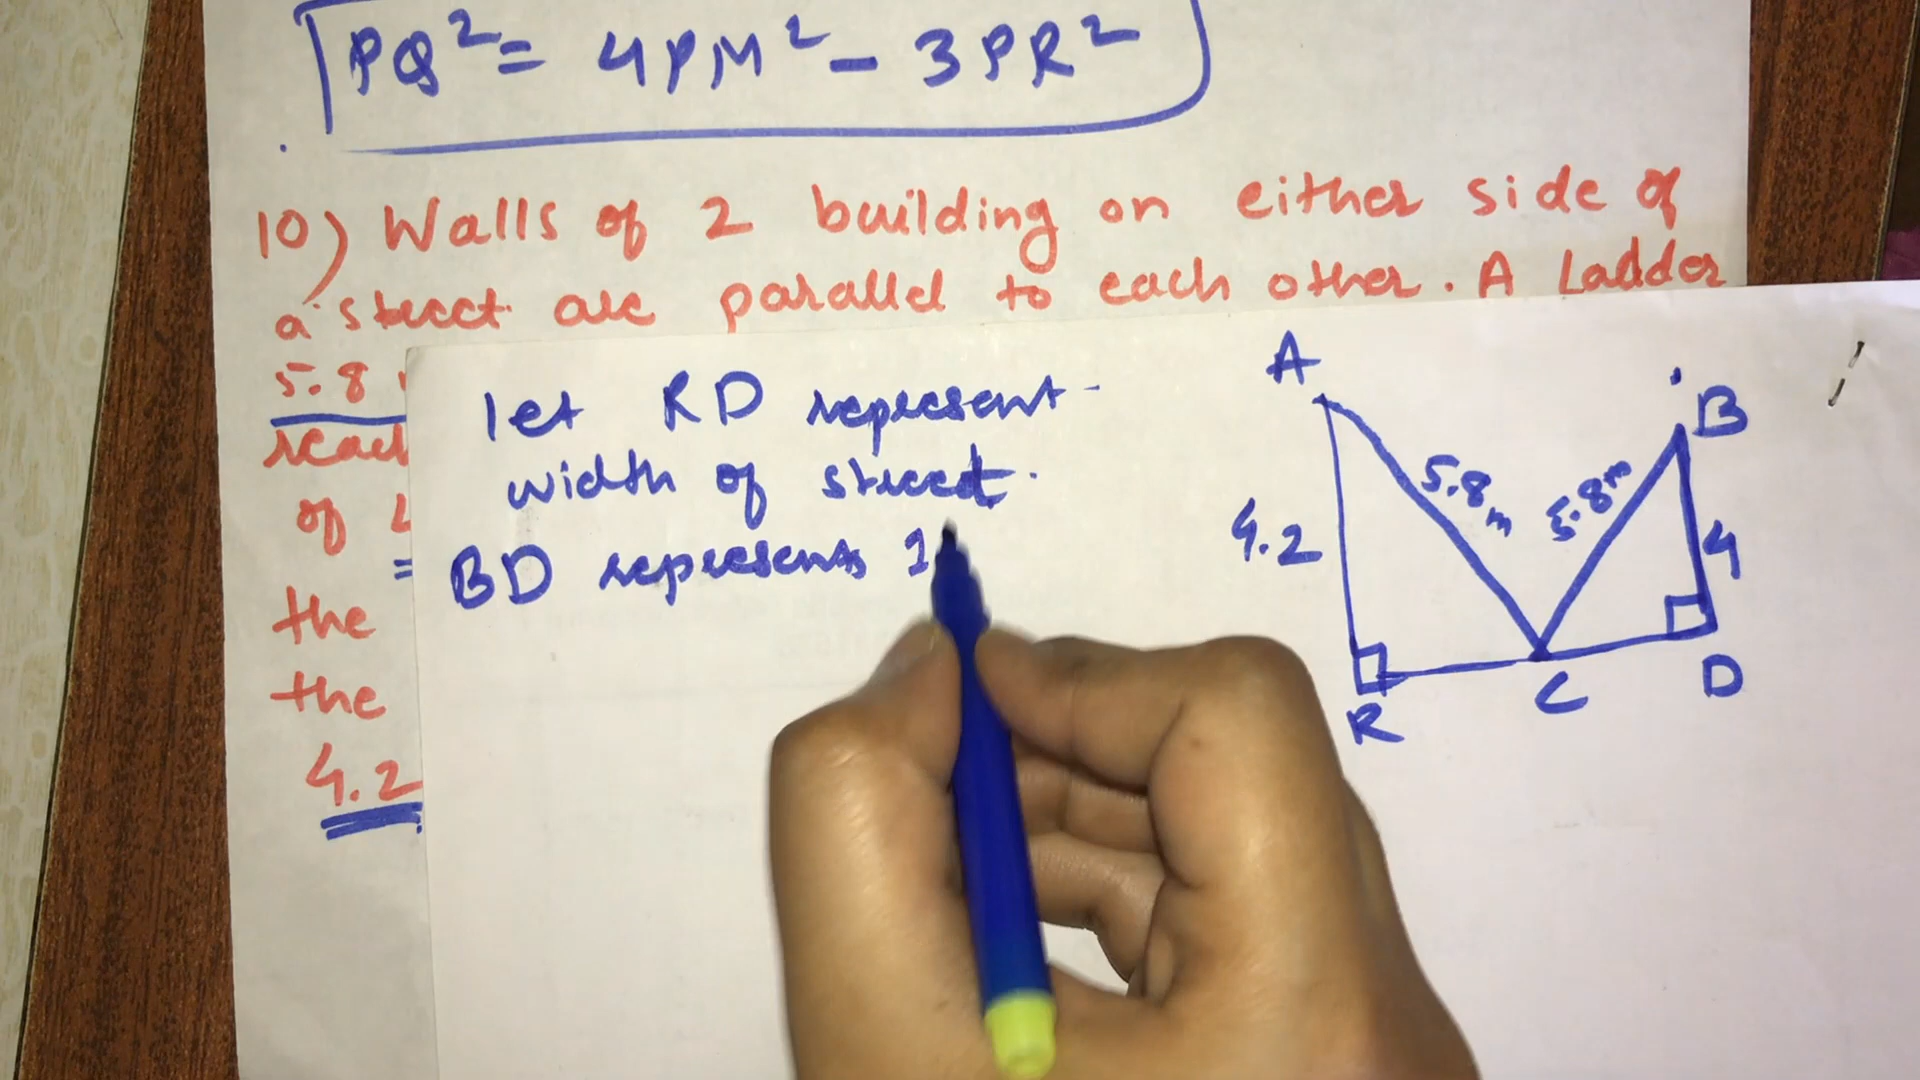 PQ² = 4PM² - 3PR²
10) Walls of 2 building on either side of
a street are parallel to each other. A Ladder
5.8
reach
of
the
the
4.2
let RD represent
width of street.
BD represents 1
A
B
5.8m
5.8m
4.2
4
R
C
D